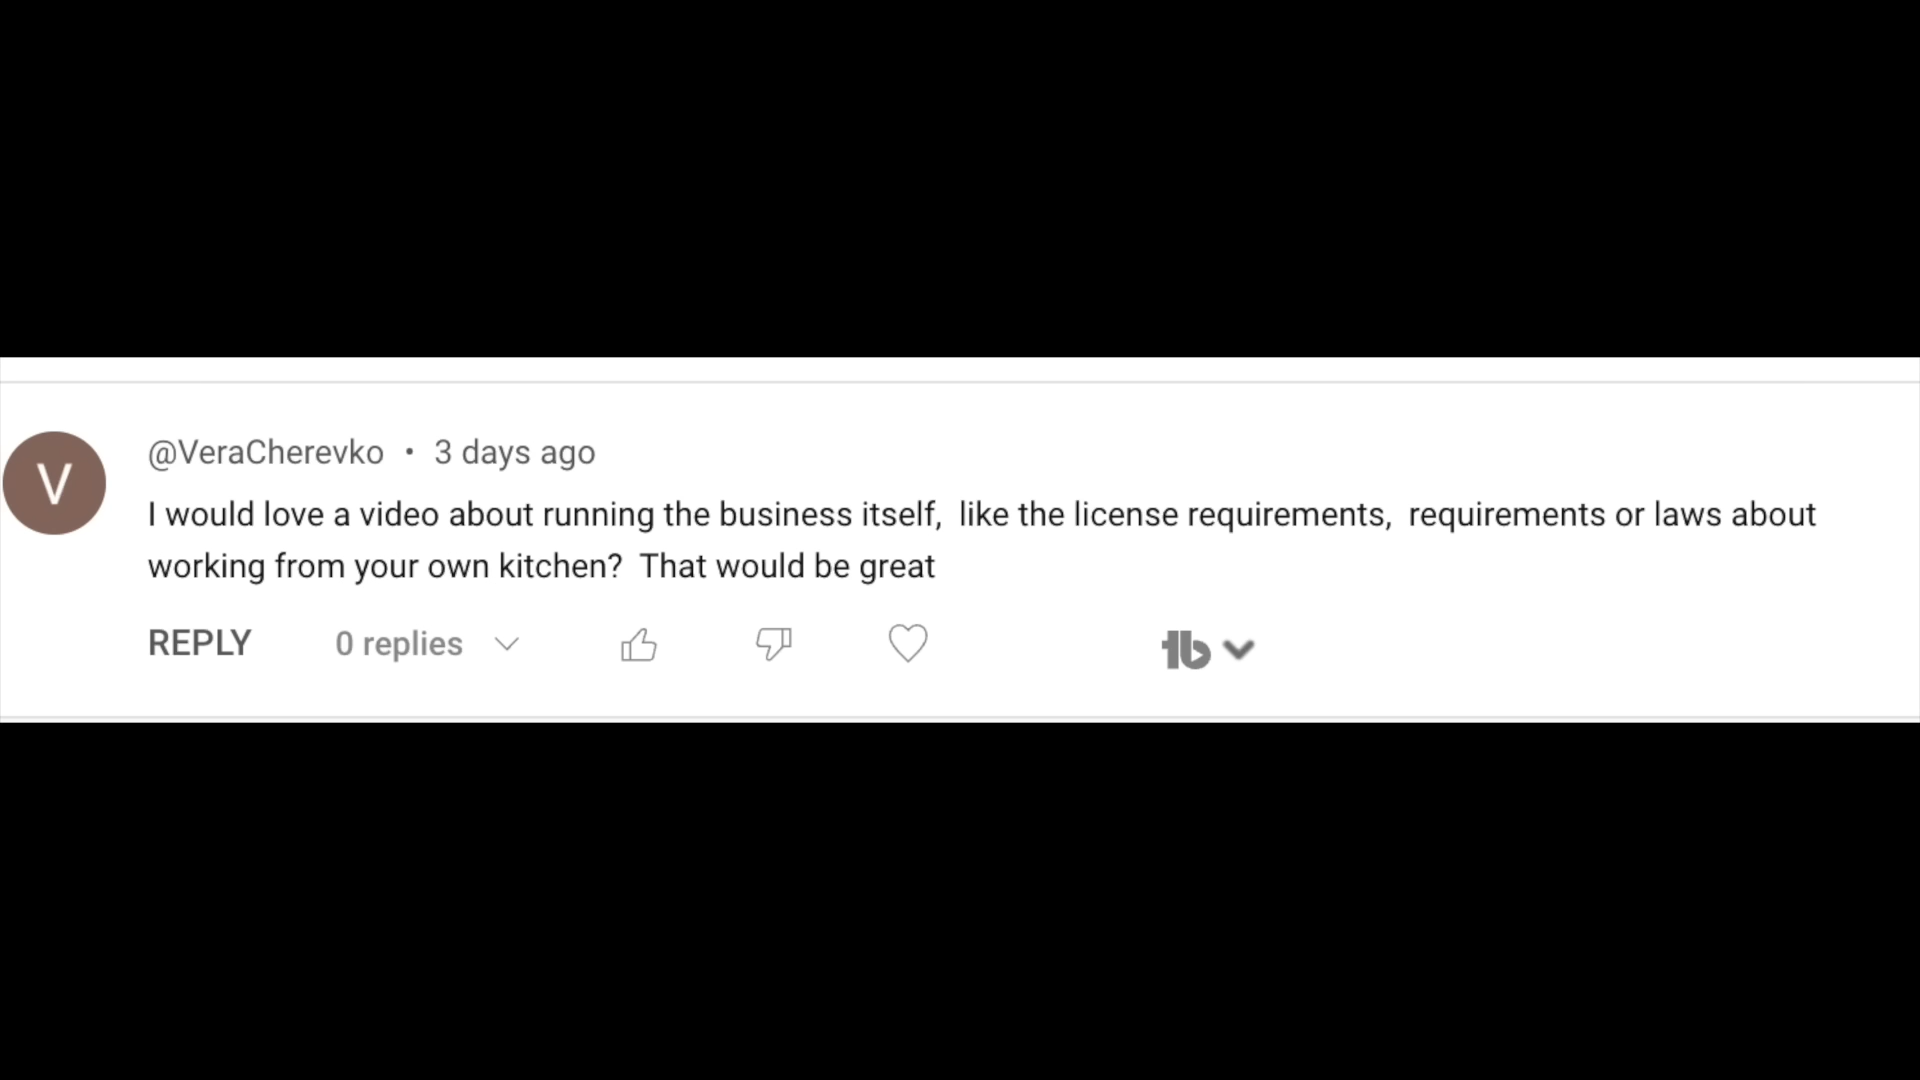 V
@VeraCherevko • 3 days ago
I would love a video about running the business itself,  like the license requirements,  requirements or laws about
working from your own kitchen?  That would be great
REPLY 0 replies
tb